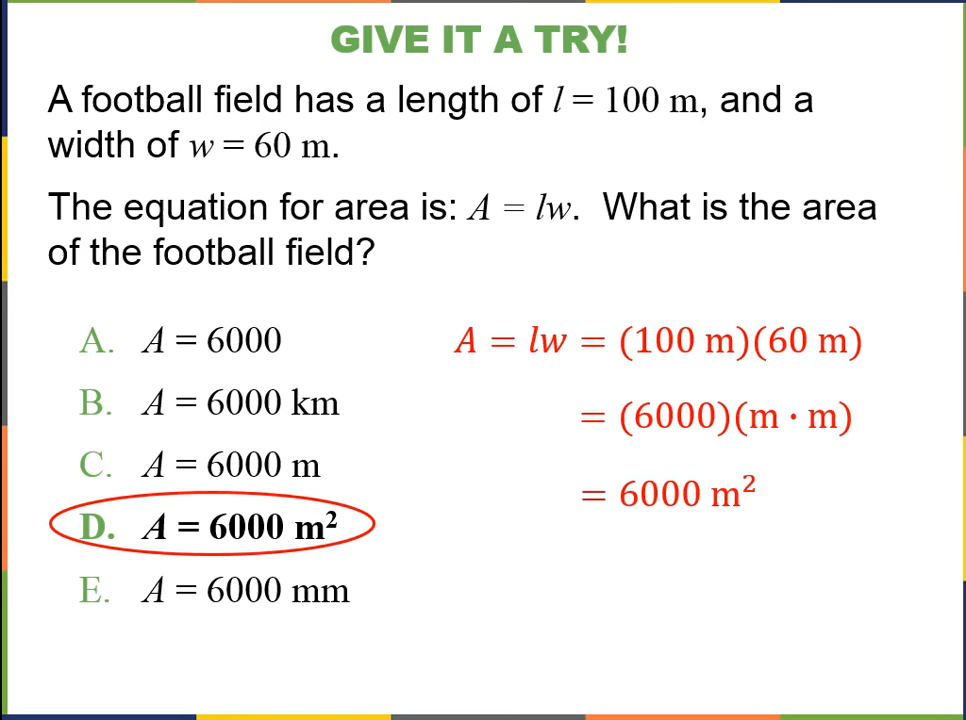 GIVE IT A TRY!
A football field has a length of l = 100 m, and a
width of w = 60 m.
The equation for area is: A = lw. What is the area
of the football field?
A. A = 6000
A = lw = (100 m)(60 m)
B. A = 6000 km
= (6000)(m · m)
C. A = 6000 m
= 6000 m²
D. A = 6000 m²
E. A = 6000 mm